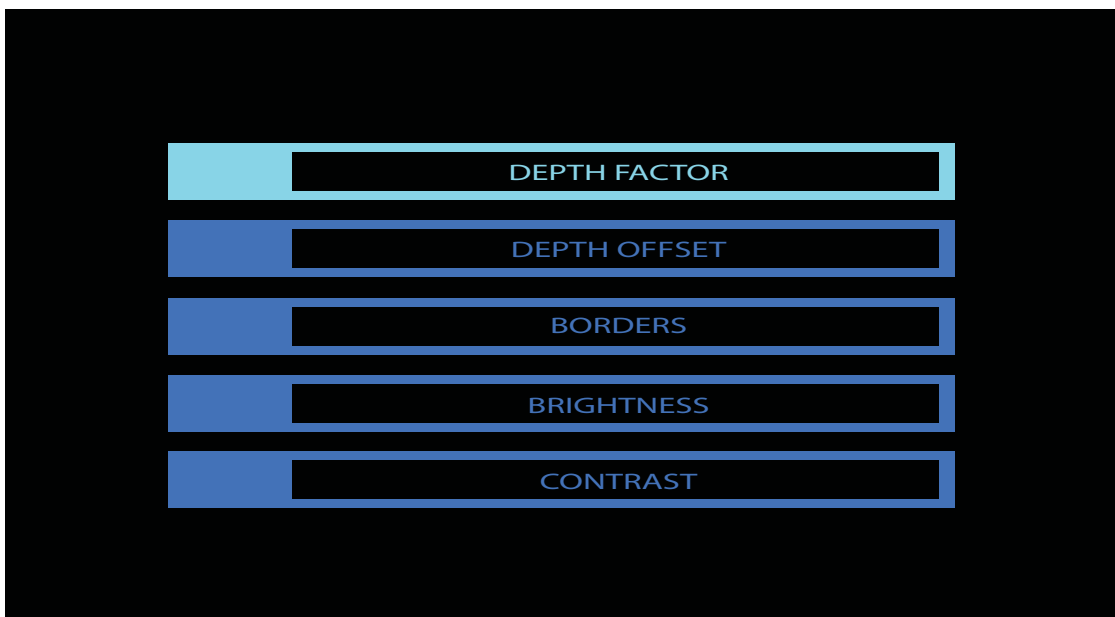 DEPTH FACTOR
DEPTH OFFSET
BORDERS
BRIGHTNESS
CONTRAST